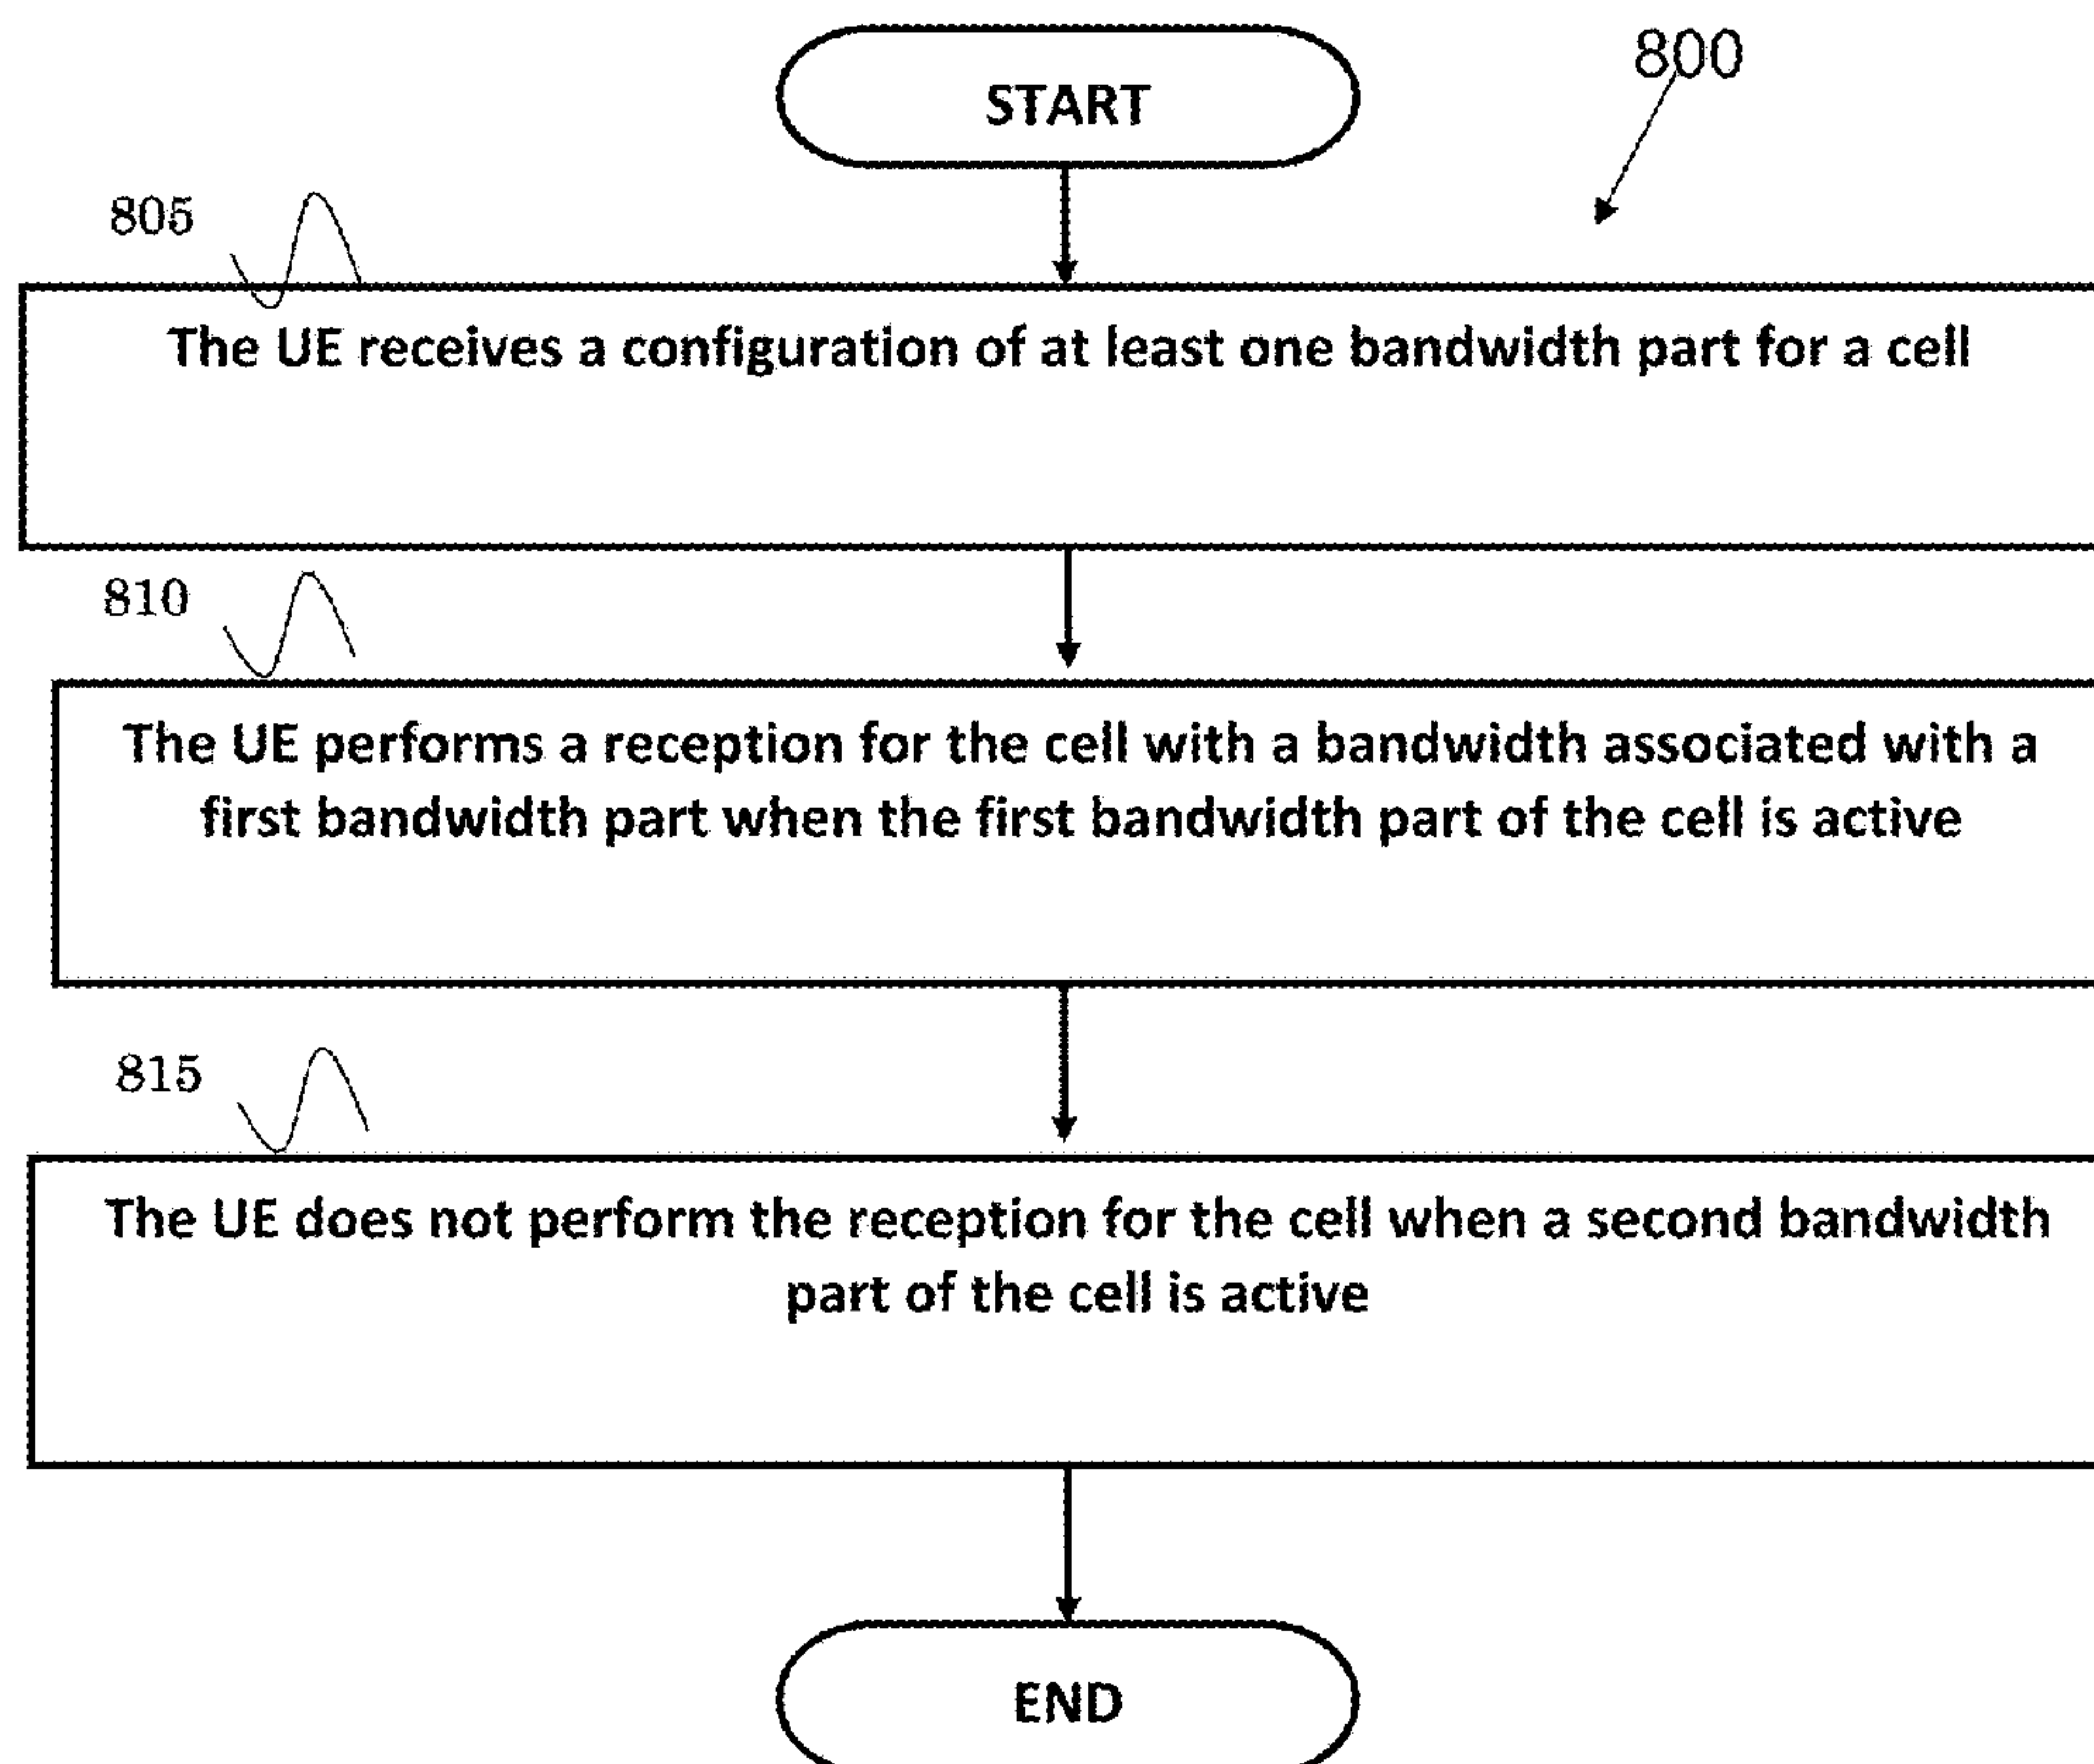 START
800
805
The UE receives a configuration of at least one bandwidth part for a cell
810
The UE performs a reception for the cell with a bandwidth associated with a
first bandwidth part when the first bandwidth part of the cell is active
815
The UE does not perform the reception for the cell when a second bandwidth
part of the cell is active
END